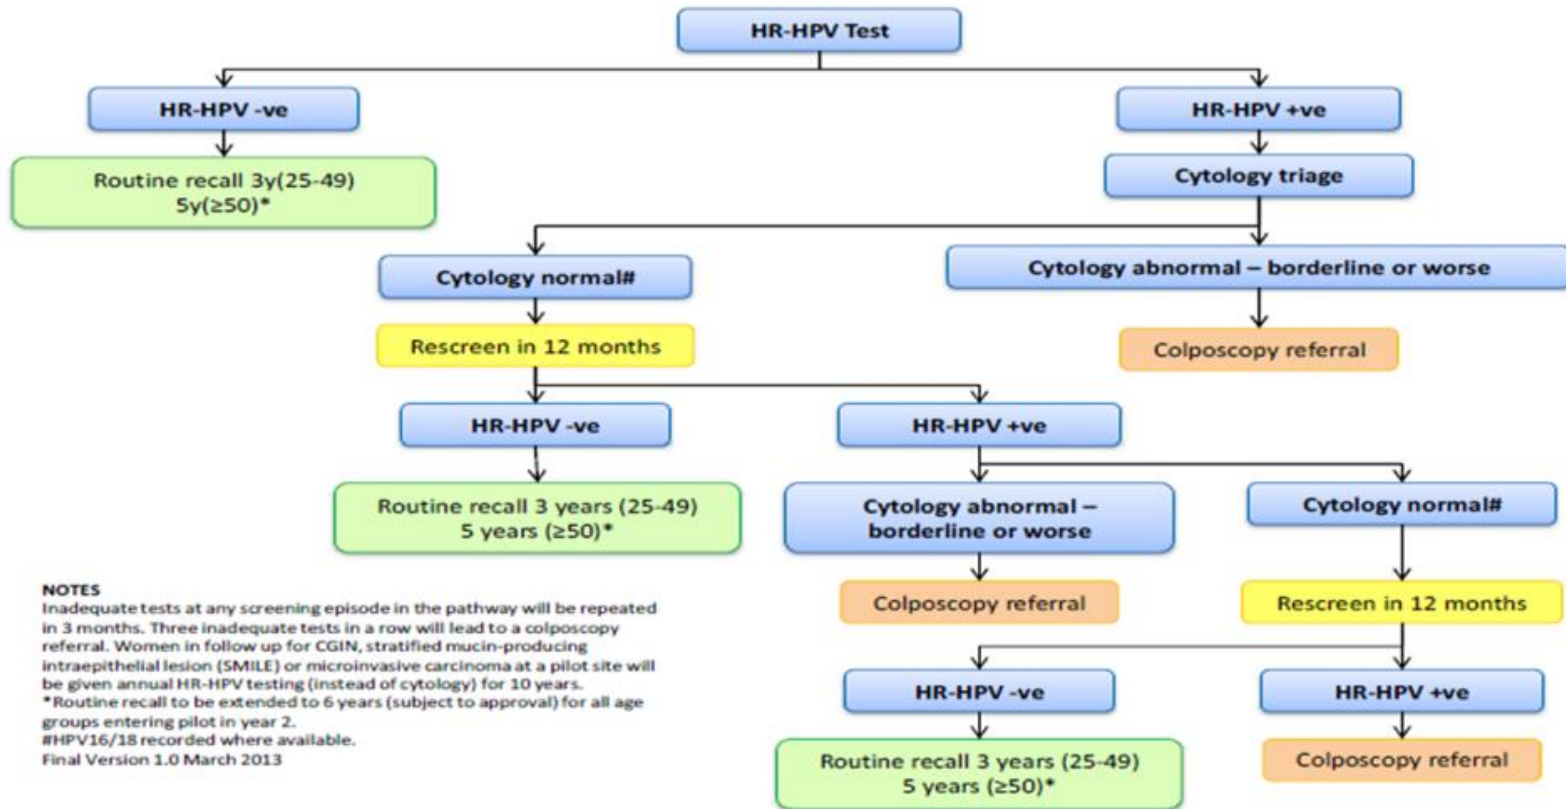 HR-HPV Test
HR-HPV -ve
HR-HPV +ve
Routine recall 3y(25-49)
5y(≥50)*
Cytology triage
Cytology normal#
Cytology abnormal – borderline or worse
Rescreen in 12 months
Colposcopy referral
HR-HPV -ve
HR-HPV +ve
Routine recall 3 years (25-49)
5 years (≥50)*
Cytology abnormal –
borderline or worse
Cytology normal#
Colposcopy referral
Rescreen in 12 months
HR-HPV -ve
HR-HPV +ve
Routine recall 3 years (25-49)
5 years (≥50)*
Colposcopy referral
NOTES
Inadequate tests at any screening episode in the pathway will be repeated
in 3 months. Three inadequate tests in a row will lead to a colposcopy
referral. Women in follow up for CGIN, stratified mucin-producing
intraepithelial lesion (SMILE) or microinvasive carcinoma at a pilot site will
be given annual HR-HPV testing (instead of cytology) for 10 years.
*Routine recall to be extended to 6 years (subject to approval) for all age
groups entering pilot in year 2.
#HPV16/18 recorded where available.
Final Version 1.0 March 2013